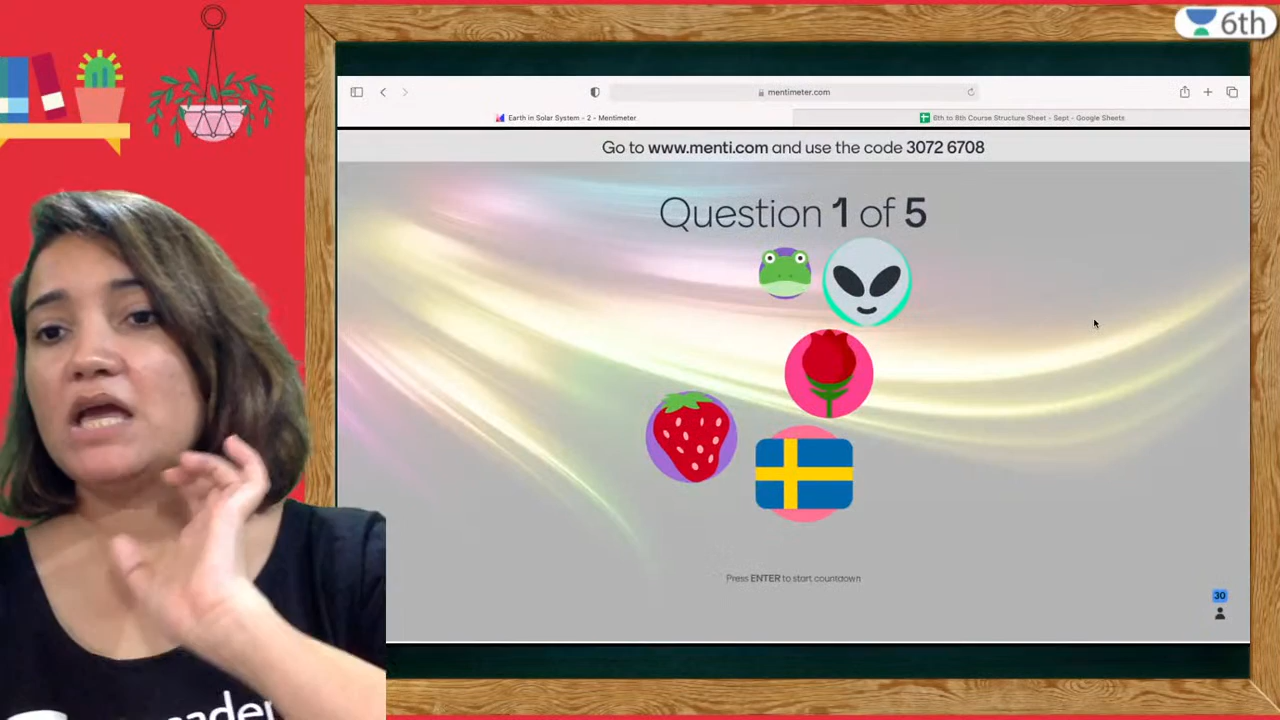 6th
mentimeter.com
Earth in Solar System - 2 - Mentimeter
6th to 8th Course Structure Sheet - Sept - Google Sheets
Go to www.menti.com and use the code 3072 6708
Question 1 of 5
Press ENTER to start countdown
30